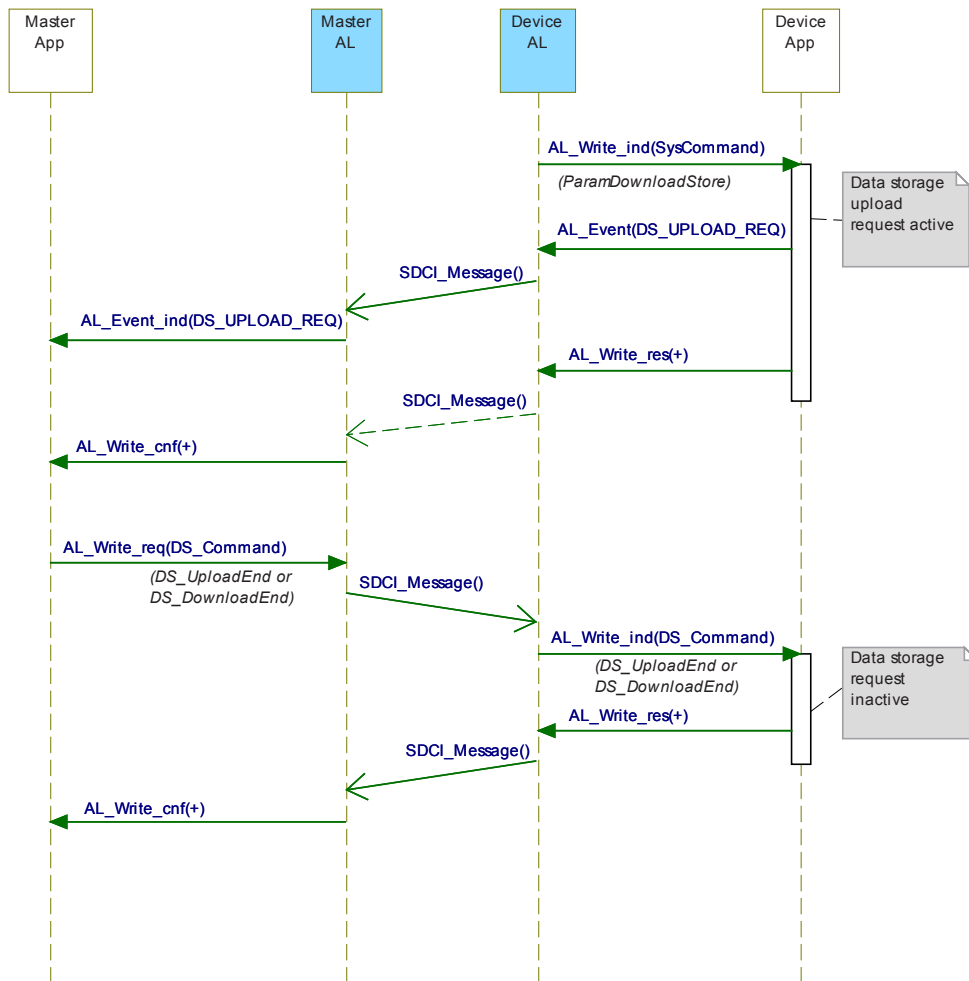 Master
App
Master
AL
Device
AL
Device
App
AL_Write_ind(SysCommand)
(ParamDownloadStore)
Data storage
upload
request active
AL_Event(DS_UPLOAD_REQ)
SDCI_Message()
AL_Event_ind(DS_UPLOAD_REQ)
AL_Write_res(+)
SDCI_Message()
AL_Write_cnf(+)
AL_Write_req(DS_Command)
(DS_UploadEnd or
DS_DownloadEnd)
SDCI_Message()
AL_Write_ind(DS_Command)
(DS_UploadEnd or
DS_DownloadEnd)
Data storage
request
inactive
AL_Write_res(+)
SDCI_Message()
AL_Write_cnf(+)